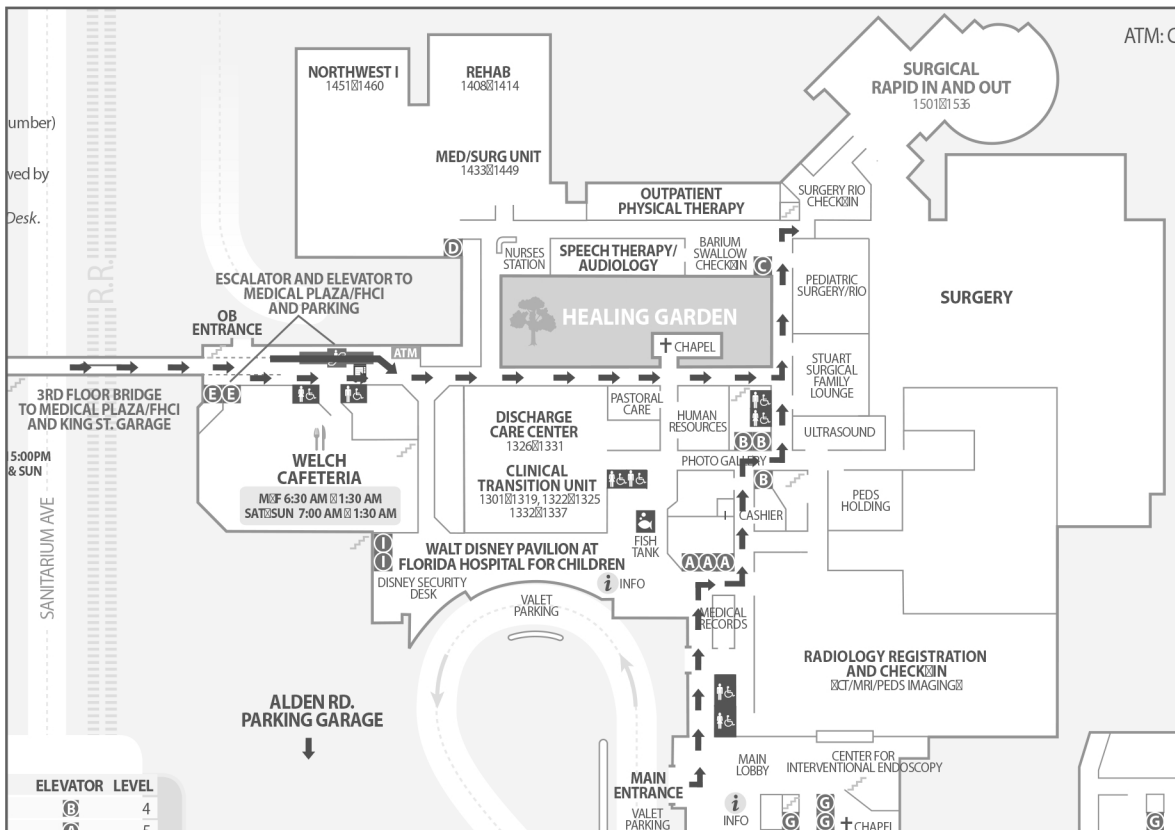 ATM: C
umber)
wed by
Desk.
NORTHWEST I
1451☒1460
REHAB
1408☒1414
SURGICAL
RAPID IN AND OUT
1501☒1536
MED/SURG UNIT
1433☒1449
OUTPATIENT
PHYSICAL THERAPY
SURGERY RIO
CHECK☒IN
D
NURSES
STATION
SPEECH THERAPY/
AUDIOLOGY
BARIUM
SWALLOW
CHECK☒IN
C
R.R.
ESCALATOR AND ELEVATOR TO
MEDICAL PLAZA/FHCI
AND PARKING
PEDIATRIC
SURGERY/RIO
SURGERY
OB
ENTRANCE
HEALING GARDEN
CHAPEL
ATM
STUART
SURGICAL
FAMILY
LOUNGE
3RD FLOOR BRIDGE
TO MEDICAL PLAZA/FHCI
AND KING ST. GARAGE
E E
PASTORAL
CARE
HUMAN
RESOURCES
DISCHARGE
CARE CENTER
1326☒1331
B B
ULTRASOUND
5:00PM
& SUN
WELCH
CAFETERIA
M☒F 6:30 AM ☒ 1:30 AM
SAT☒SUN 7:00 AM ☒ 1:30 AM
CLINICAL
TRANSITION UNIT
1301☒1319, 1322☒1325
1332☒1337
PHOTO GALLERY
B
CASHIER
PEDS
HOLDING
SANITARIUM AVE
FISH
TANK
I
I
WALT DISNEY PAVILION AT
FLORIDA HOSPITAL FOR CHILDREN
A A A
DISNEY SECURITY
DESK
i INFO
VALET
PARKING
MEDICAL
RECORDS
RADIOLOGY REGISTRATION
AND CHECK☒IN
☒CT/MRI/PEDS IMAGING☒
ALDEN RD.
PARKING GARAGE
MAIN
LOBBY
CENTER FOR
INTERVENTIONAL ENDOSCOPY
MAIN
ENTRANCE
VALET
PARKING
i
INFO
G
G
G
CHAPEL
G
ELEVATOR LEVEL
B 4
A 5